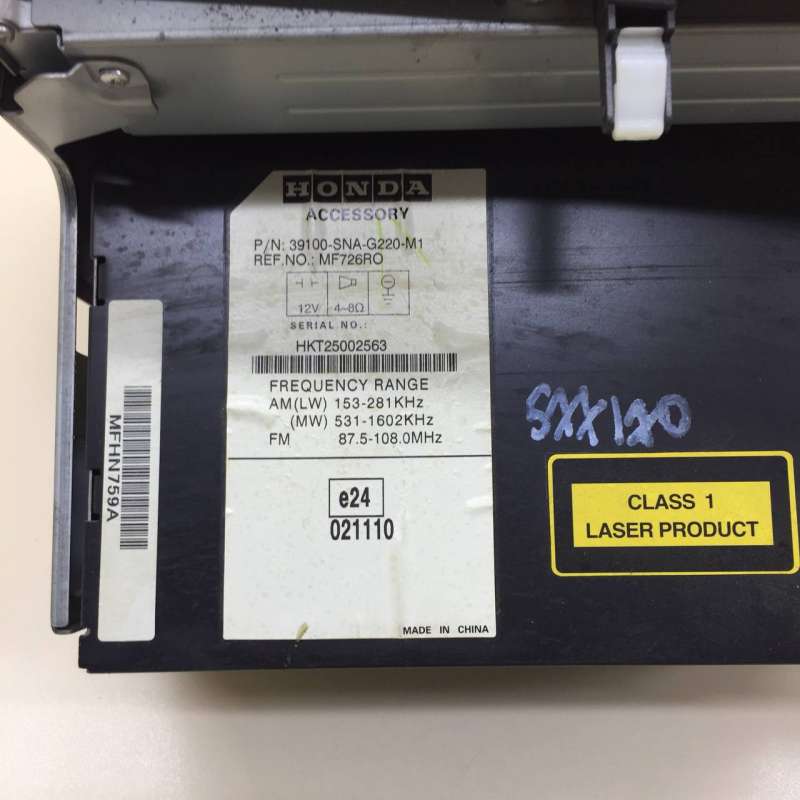 HONDA
ACCESSORY
P/N: 39100-SNA-G220-M1
REF.NO.: MF726RO
12V 4~8Ω
SERIAL NO.:
HKT25002563
FREQUENCY RANGE
AM(LW) 153-281KHz
(MW) 531-1602KHz
FM 87.5-108.0MHz
e24
021110
MADE IN CHINA
MFHN759A
CLASS 1
LASER PRODUCT